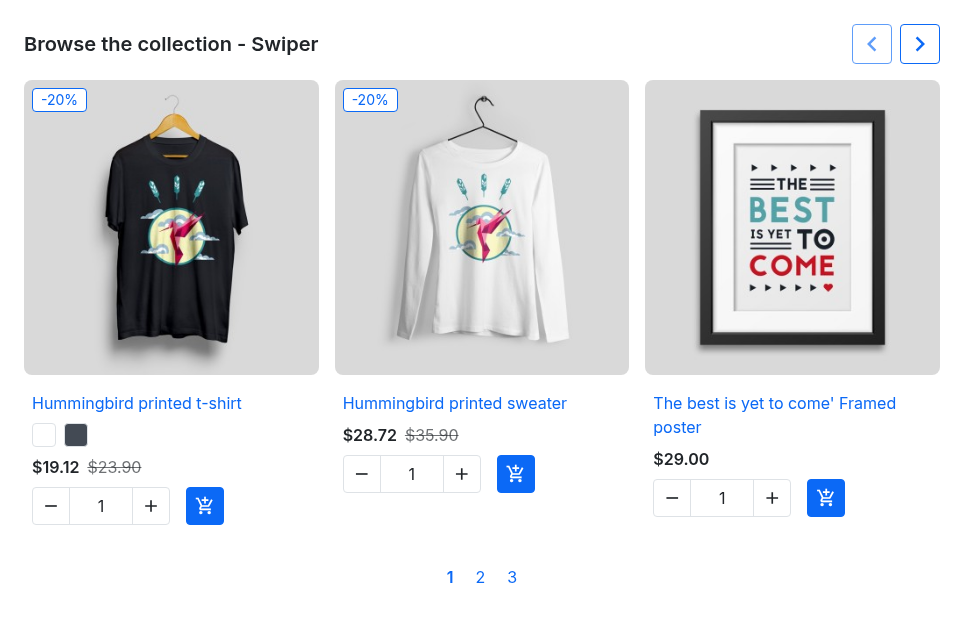 Browse the collection - Swiper
-20%
-20%
THE
BEST
IS YET TO
COME
Hummingbird printed t-shirt
$19.12 $23.90
1
Hummingbird printed sweater
$28.72 $35.90
1
The best is yet to come' Framed
poster
$29.00
1
1 2 3